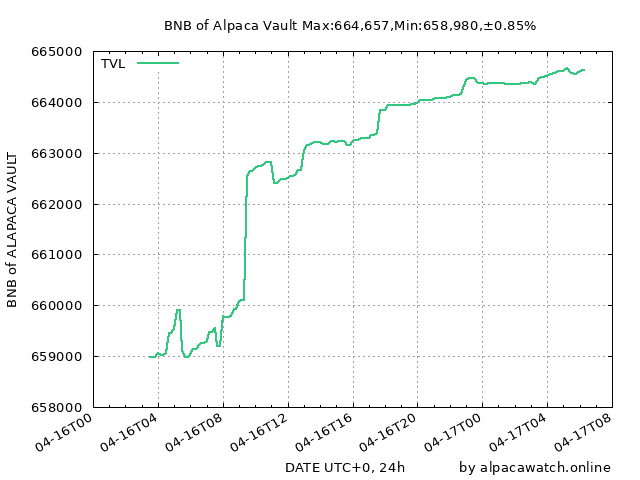 BNB of Alpaca Vault Max:664,657,Min:658,980,±0.85%
TVL
665000
664000
663000
662000
661000
660000
659000
658000
BNB of ALAPACA VAULT
04-16T00
04-16T04
04-16T08
04-16T12
04-16T16
04-16T20
04-17T00
04-17T04
04-17T08
DATE UTC+0, 24h
by alpacawatch.online